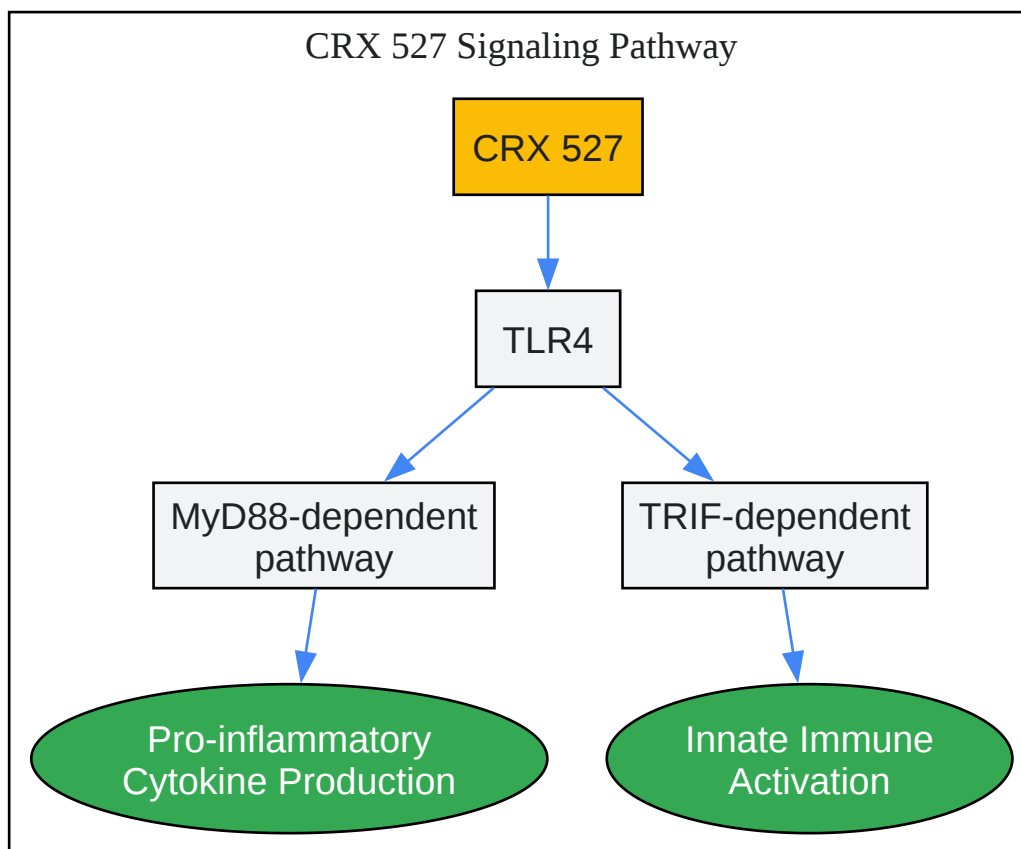 CRX 527 Signaling Pathway
CRX 527
TLR4
MyD88-dependent
pathway
TRIF-dependent
pathway
Pro-inflammatory
Cytokine Production
Innate Immune
Activation